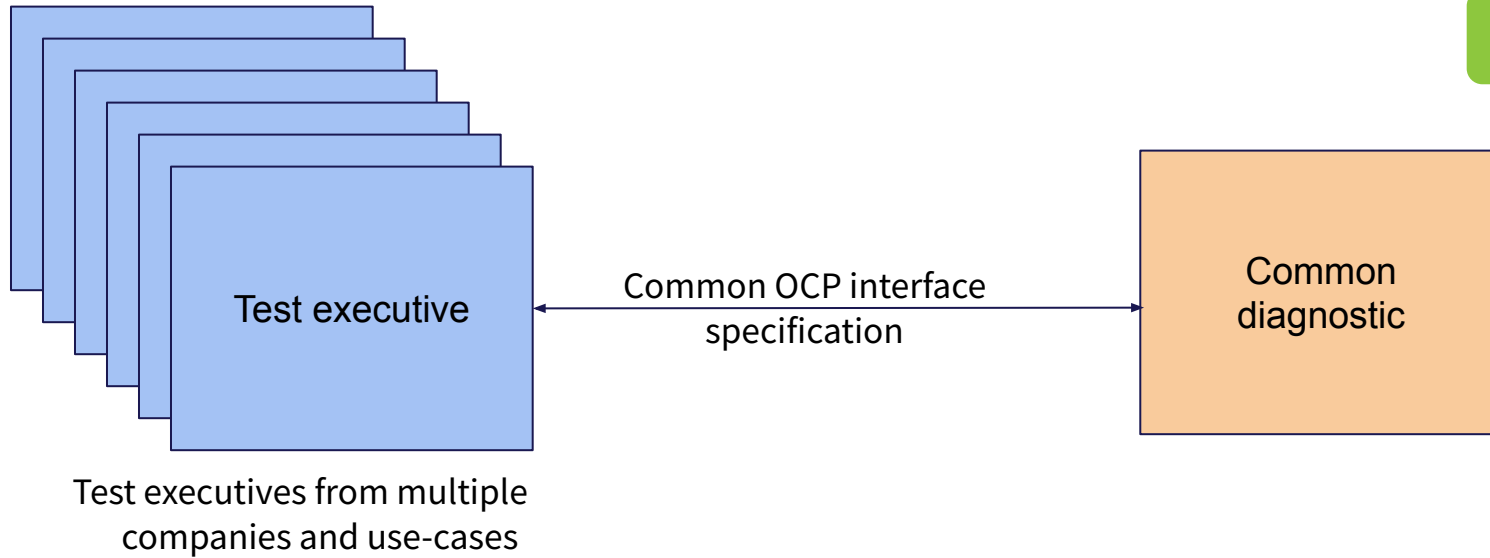 Test executive
Common OCP interface
specification
Common
diagnostic
Test executives from multiple
companies and use-cases